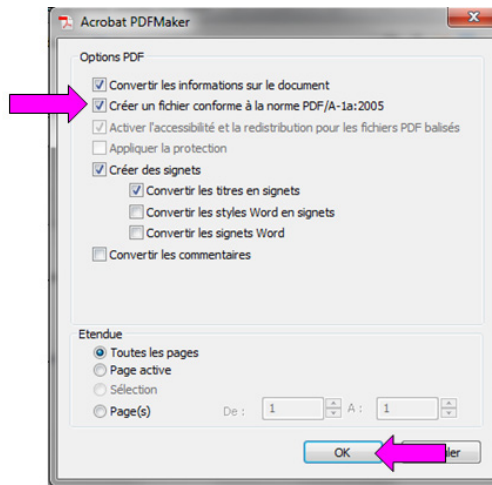 Acrobat PDFMaker
Options PDF
Convertir les informations sur le document
Créer un fichier conforme à la norme PDF/A-1a:2005
Activer l'accessibilité et la redistribution pour les fichiers PDF balisés
Appliquer la protection
Créer des signets
Convertir les titres en signets
Convertir les styles Word en signets
Convertir les signets Word
Convertir les commentaires
Etendue
Toutes les pages
Page active
Sélection
Page(s) De : 1 A : 1
OK